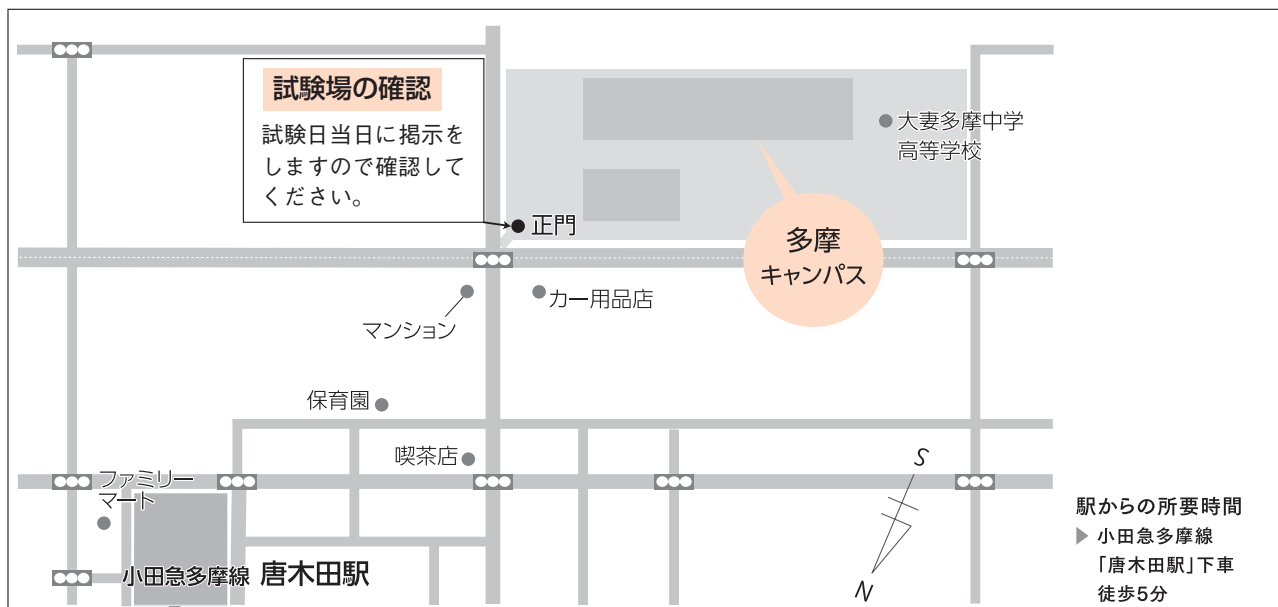 試験場の確認
試験日当日に掲示を
しますので確認して
ください。
大妻多摩中学
高等学校
正門
多摩
キャンパス
カー用品店
マンション
保育園
喫茶店
ファミリー
マート
S
N
小田急多摩線 唐木田駅
駅からの所要時間
▶ 小田急多摩線
「唐木田駅」下車
徒歩5分